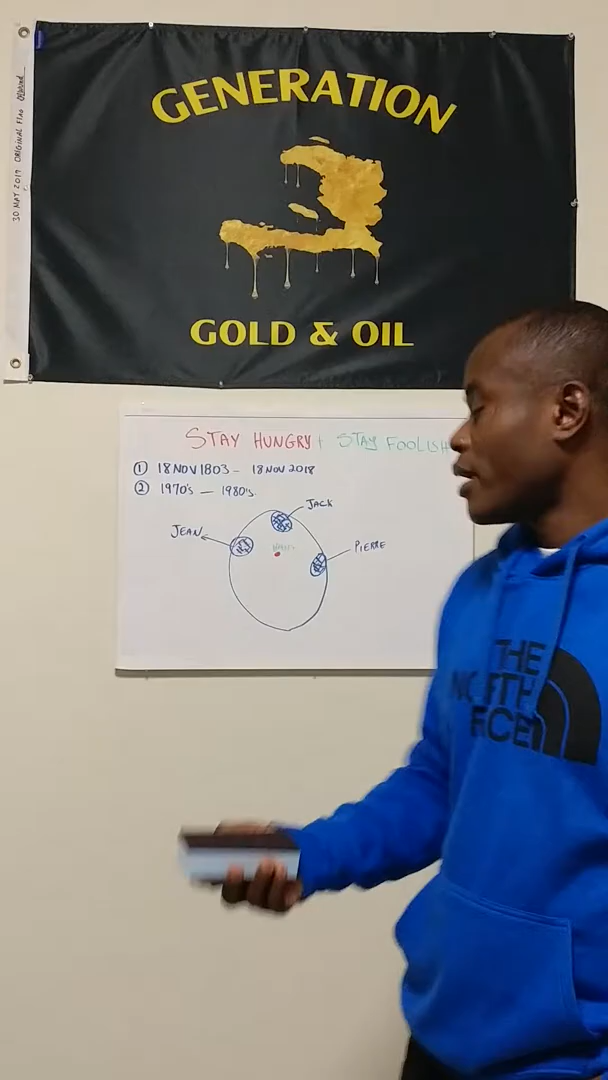 GENERATION
GOLD & OIL
30 MAY 2019 ORIGINAL FLAG
STAY HUNGRY + STAY FOOLISH
① 18 NOV 1803 - 18 NOV 2018
② 1970's - 1980's.
JACK
JEAN
PIERRE
THE
NORTH
FACE